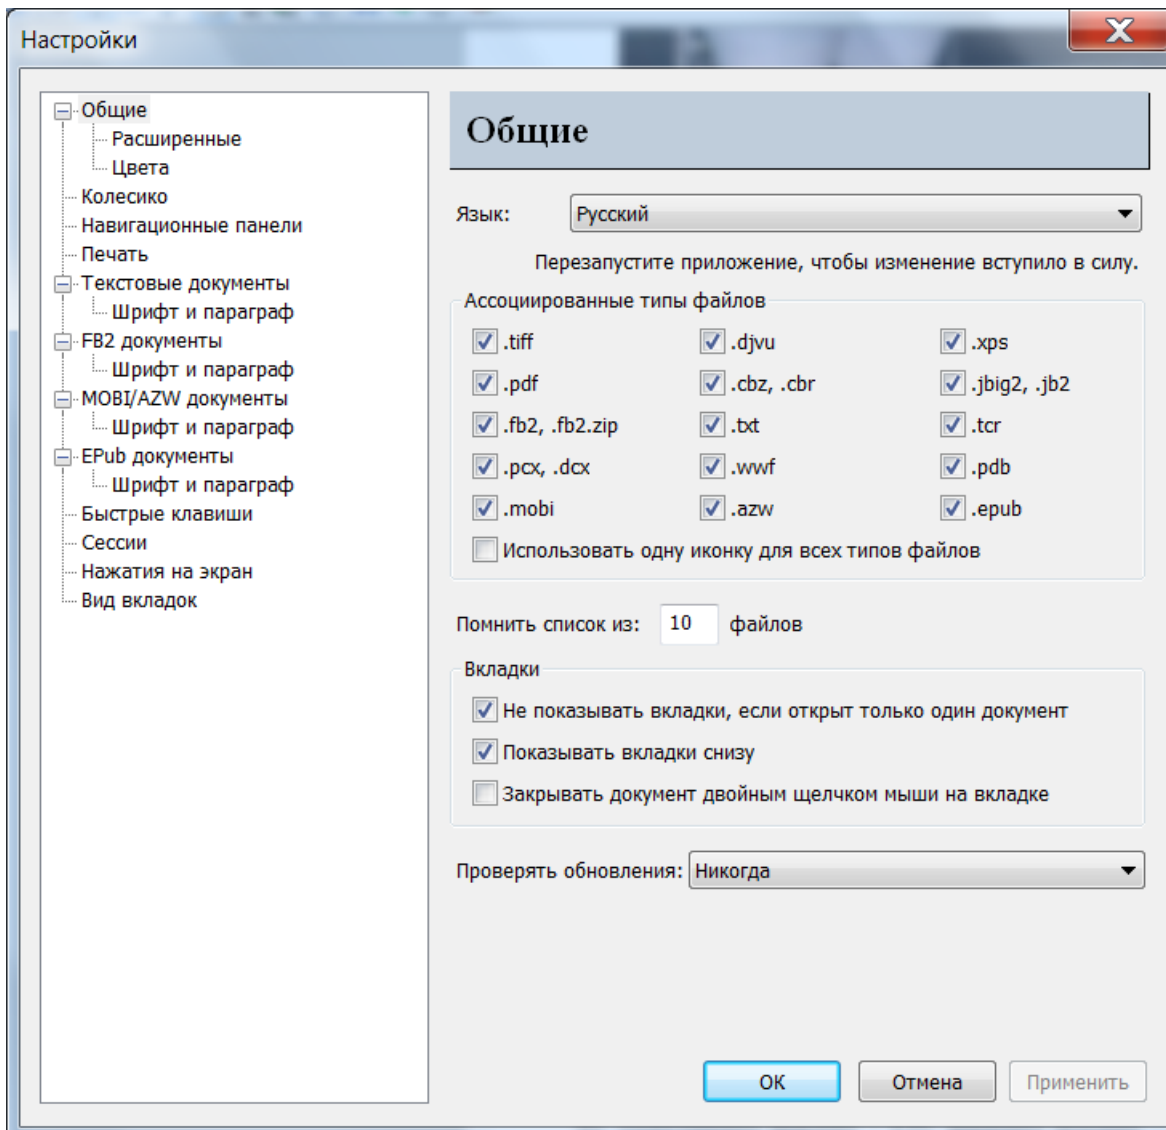 Настройки
Общие
Расширенные
Цвета
Колесико
Навигационные панели
Печать
Текстовые документы
Шрифт и параграф
FB2 документы
Шрифт и параграф
MOBI/AZW документы
Шрифт и параграф
EPub документы
Шрифт и параграф
Быстрые клавиши
Сессии
Нажатия на экран
Вид вкладок
Общие
Язык: Русский
Перезапустите приложение, чтобы изменение вступило в силу.
Ассоциированные типы файлов
.tiff .djvu .xps
.pdf .cbz, .cbr .jbig2, .jb2
.fb2, .fb2.zip .txt .tcr
.pcx, .dcx .wwf .pdb
.mobi .azw .epub
Использовать одну иконку для всех типов файлов
Помнить список из: 10 файлов
Вкладки
Не показывать вкладки, если открыт только один документ
Показывать вкладки снизу
Закрывать документ двойным щелчком мыши на вкладке
Проверять обновления: Никогда
ОК Отмена Применить